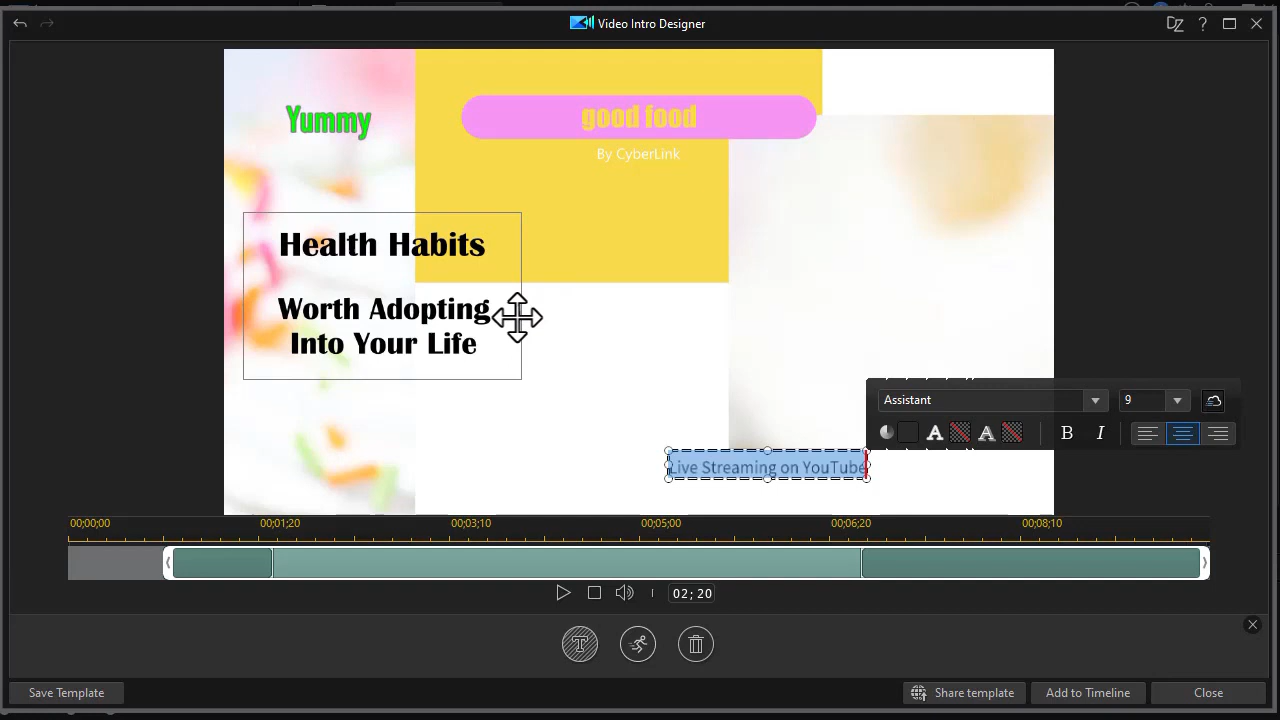 Video Intro Designer
DZ ?
Yummy
good food
By CyberLink
Health Habits
Worth Adopting
Into Your Life
Assistant
9
A A B I
Live Streaming on YouTube
00;00;00
00;01;20
00;03;10
00;05;00
00;06;20
00;08;10
02; 20
T
Save Template
Share template
Add to Timeline
Close